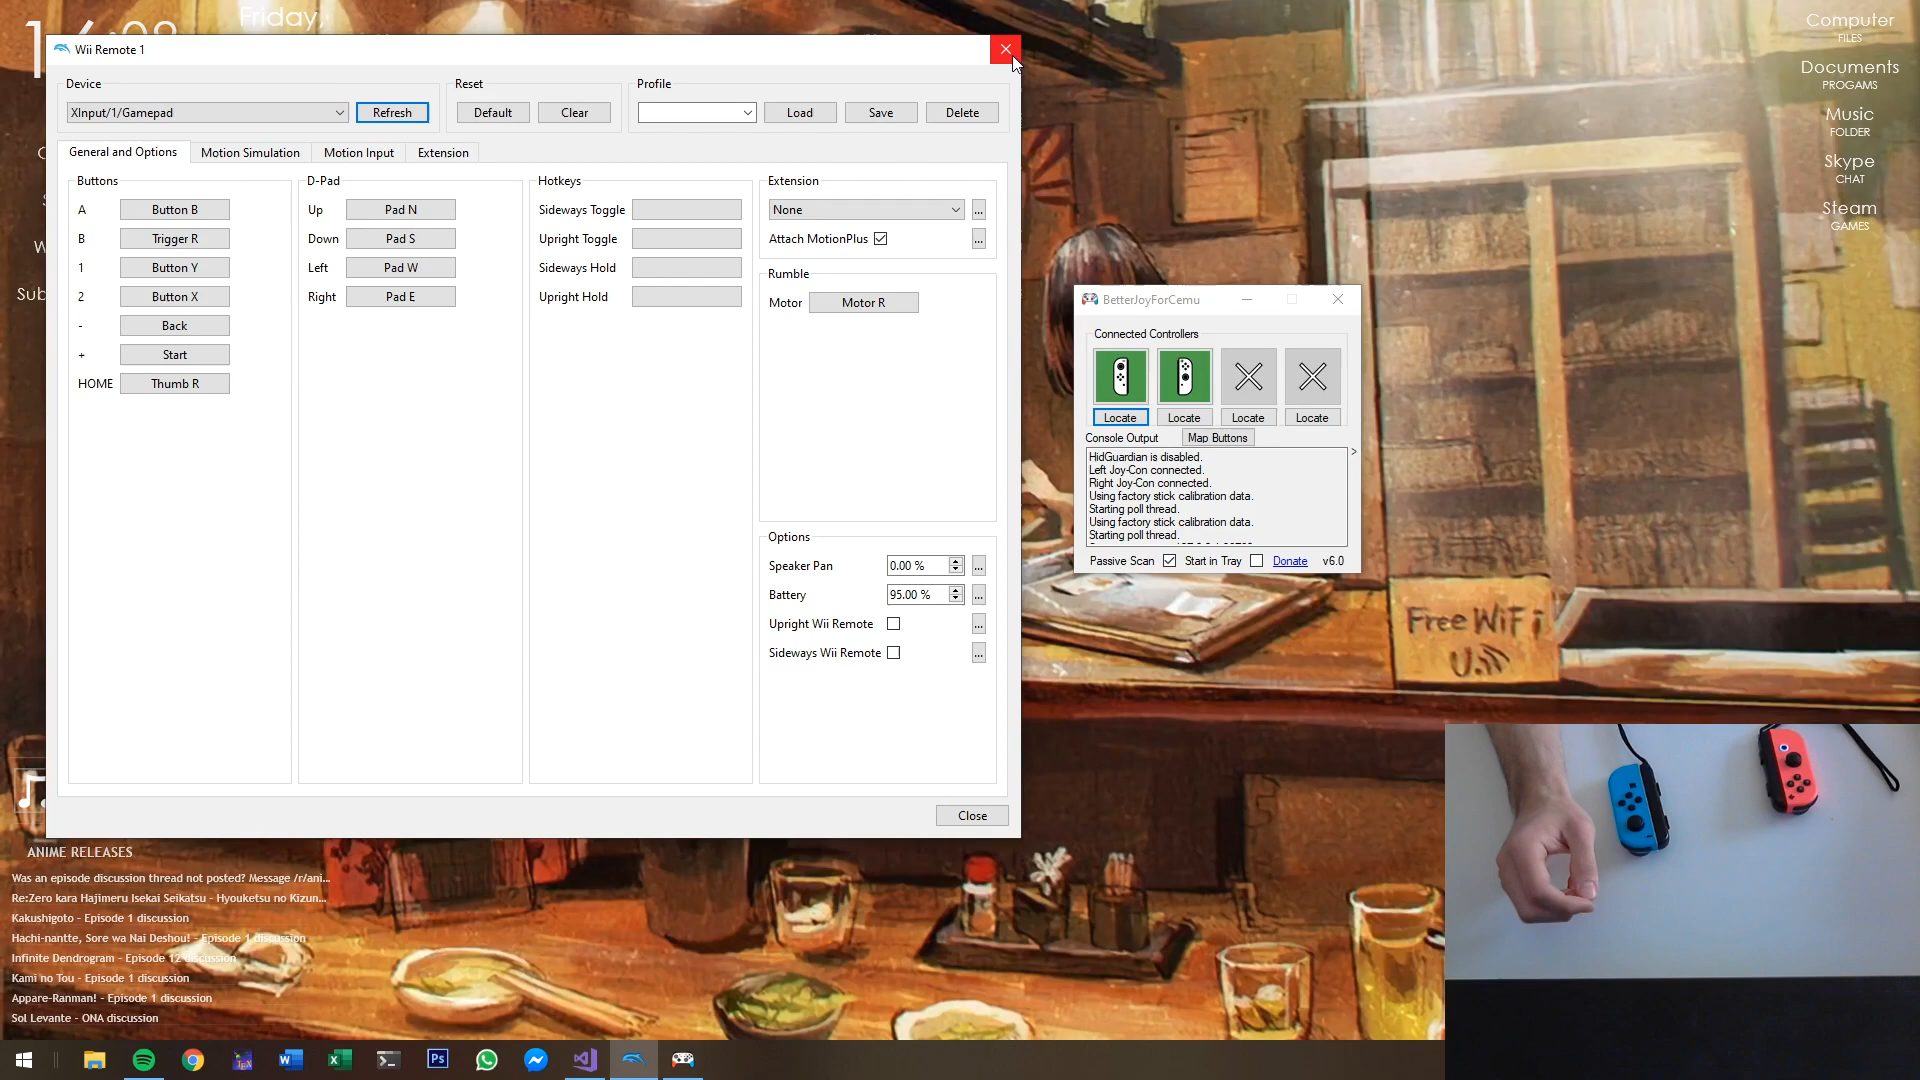 Friday,
Wii Remote 1
Device
Reset
Profile
XInput/1/Gamepad
Refresh
Default
Clear
Load
Save
Delete
General and Options
Motion Simulation
Motion Input
Extension
Buttons
A
Button B
B
Trigger R
1
Button Y
2
Button X
-
Back
+
Start
HOME
Thumb R
D-Pad
Up
Pad N
Down
Pad S
Left
Pad W
Right
Pad E
Hotkeys
Sideways Toggle
Upright Toggle
Sideways Hold
Upright Hold
Extension
None
...
Attach MotionPlus
...
Rumble
Motor
Motor R
Options
Speaker Pan
0.00 %
...
Battery
95.00 %
...
Upright Wii Remote
...
Sideways Wii Remote
...
Close
BetterJoyForCemu
Connected Controllers
Locate
Locate
Locate
Locate
Console Output
Map Buttons
>
HidGuardian is disabled.
Left Joy-Con connected.
Right Joy-Con connected.
Using factory stick calibration data.
Starting poll thread.
Using factory stick calibration data.
Starting poll thread.
Passive Scan
Start in Tray
Donate
v6.0
Computer
FILES
Documents
PROGAMS
Music
FOLDER
Skype
CHAT
Steam
GAMES
Sub
Free WiFi
ANIME RELEASES
Was an episode discussion thread not posted? Message /r/ani...
Re:Zero kara Hajimeru Isekai Seikatsu - Hyouketsu no Kizun...
Kakushigoto - Episode 1 discussion
Hachi-nantte, Sore wa Nai Deshou! - Episode 1 discussion
Infinite Dendrogram - Episode 12 discussion
Kami no Tou - Episode 1 discussion
Appare-Ranman! - Episode 1 discussion
Sol Levante - ONA discussion
Ps